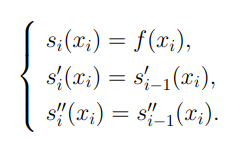 s_i(x_i) = f(x_i),
s'_i(x_i) = s'_{i-1}(x_i),
s''_i(x_i) = s''_{i-1}(x_i).